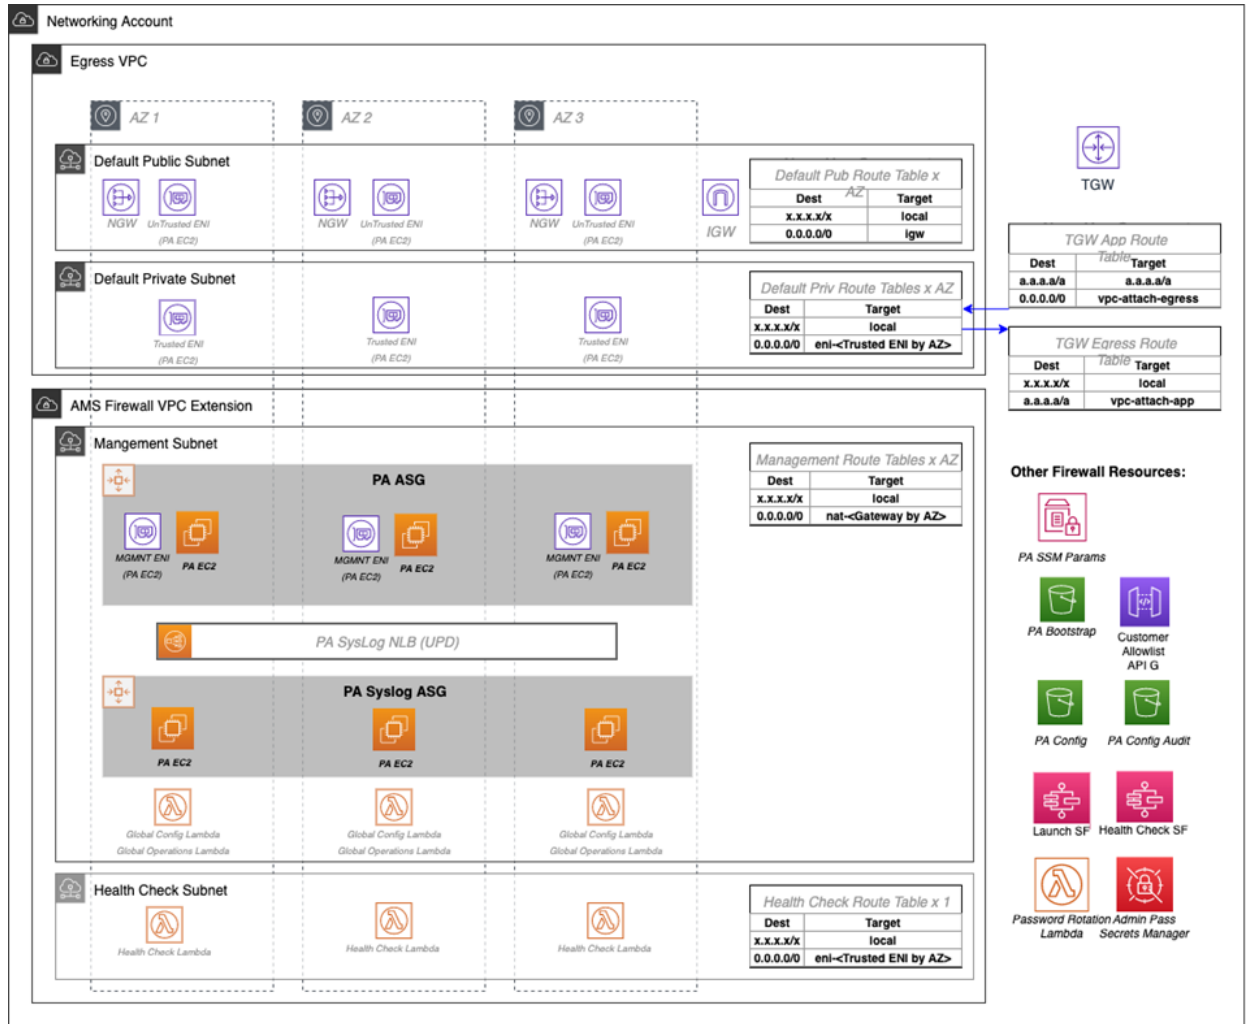 Networking Account
Egress VPC
AZ 1
AZ 2
AZ 3
Default Public Subnet
NGW
UnTrusted ENI
(PA EC2)
NGW
UnTrusted ENI
(PA EC2)
NGW
UnTrusted ENI
(PA EC2)
IGW
Default Pub Route Table x
AZ
Dest Target
x.x.x.x/x local
0.0.0.0/0 igw
Default Private Subnet
Trusted ENI
(PA EC2)
Trusted ENI
(PA EC2)
Trusted ENI
(PA EC2)
Default Priv Route Tables x AZ
Dest Target
x.x.x.x/x local
0.0.0.0/0 eni-<Trusted ENI by AZ>
TGW
TGW App Route
Table
Dest Target
a.a.a.a/a a.a.a.a/a
0.0.0.0/0 vpc-attach-egress
TGW Egress Route
Table
Dest Target
x.x.x.x/x local
a.a.a.a/a vpc-attach-app
AMS Firewall VPC Extension
Mangement Subnet
PA ASG
MGMNT ENI
(PA EC2)
PA EC2
MGMNT ENI
(PA EC2)
PA EC2
MGMNT ENI
(PA EC2)
PA EC2
Management Route Tables x AZ
Dest Target
x.x.x.x/x local
0.0.0.0/0 nat-<Gateway by AZ>
PA SysLog NLB (UPD)
PA Syslog ASG
PA EC2
PA EC2
PA EC2
Global Config Lambda
Global Operations Lambda
Global Config Lambda
Global Operations Lambda
Global Config Lambda
Global Operations Lambda
Health Check Subnet
Health Check Lambda
Health Check Lambda
Health Check Lambda
Health Check Route Table x 1
Dest Target
x.x.x.x/x local
0.0.0.0/0 eni-<Trusted ENI by AZ>
Other Firewall Resources:
PA SSM Params
PA Bootstrap
Customer
Allowlist
API G
PA Config
PA Config Audit
Launch SF
Health Check SF
Password Rotation
Lambda
Admin Pass
Secrets Manager